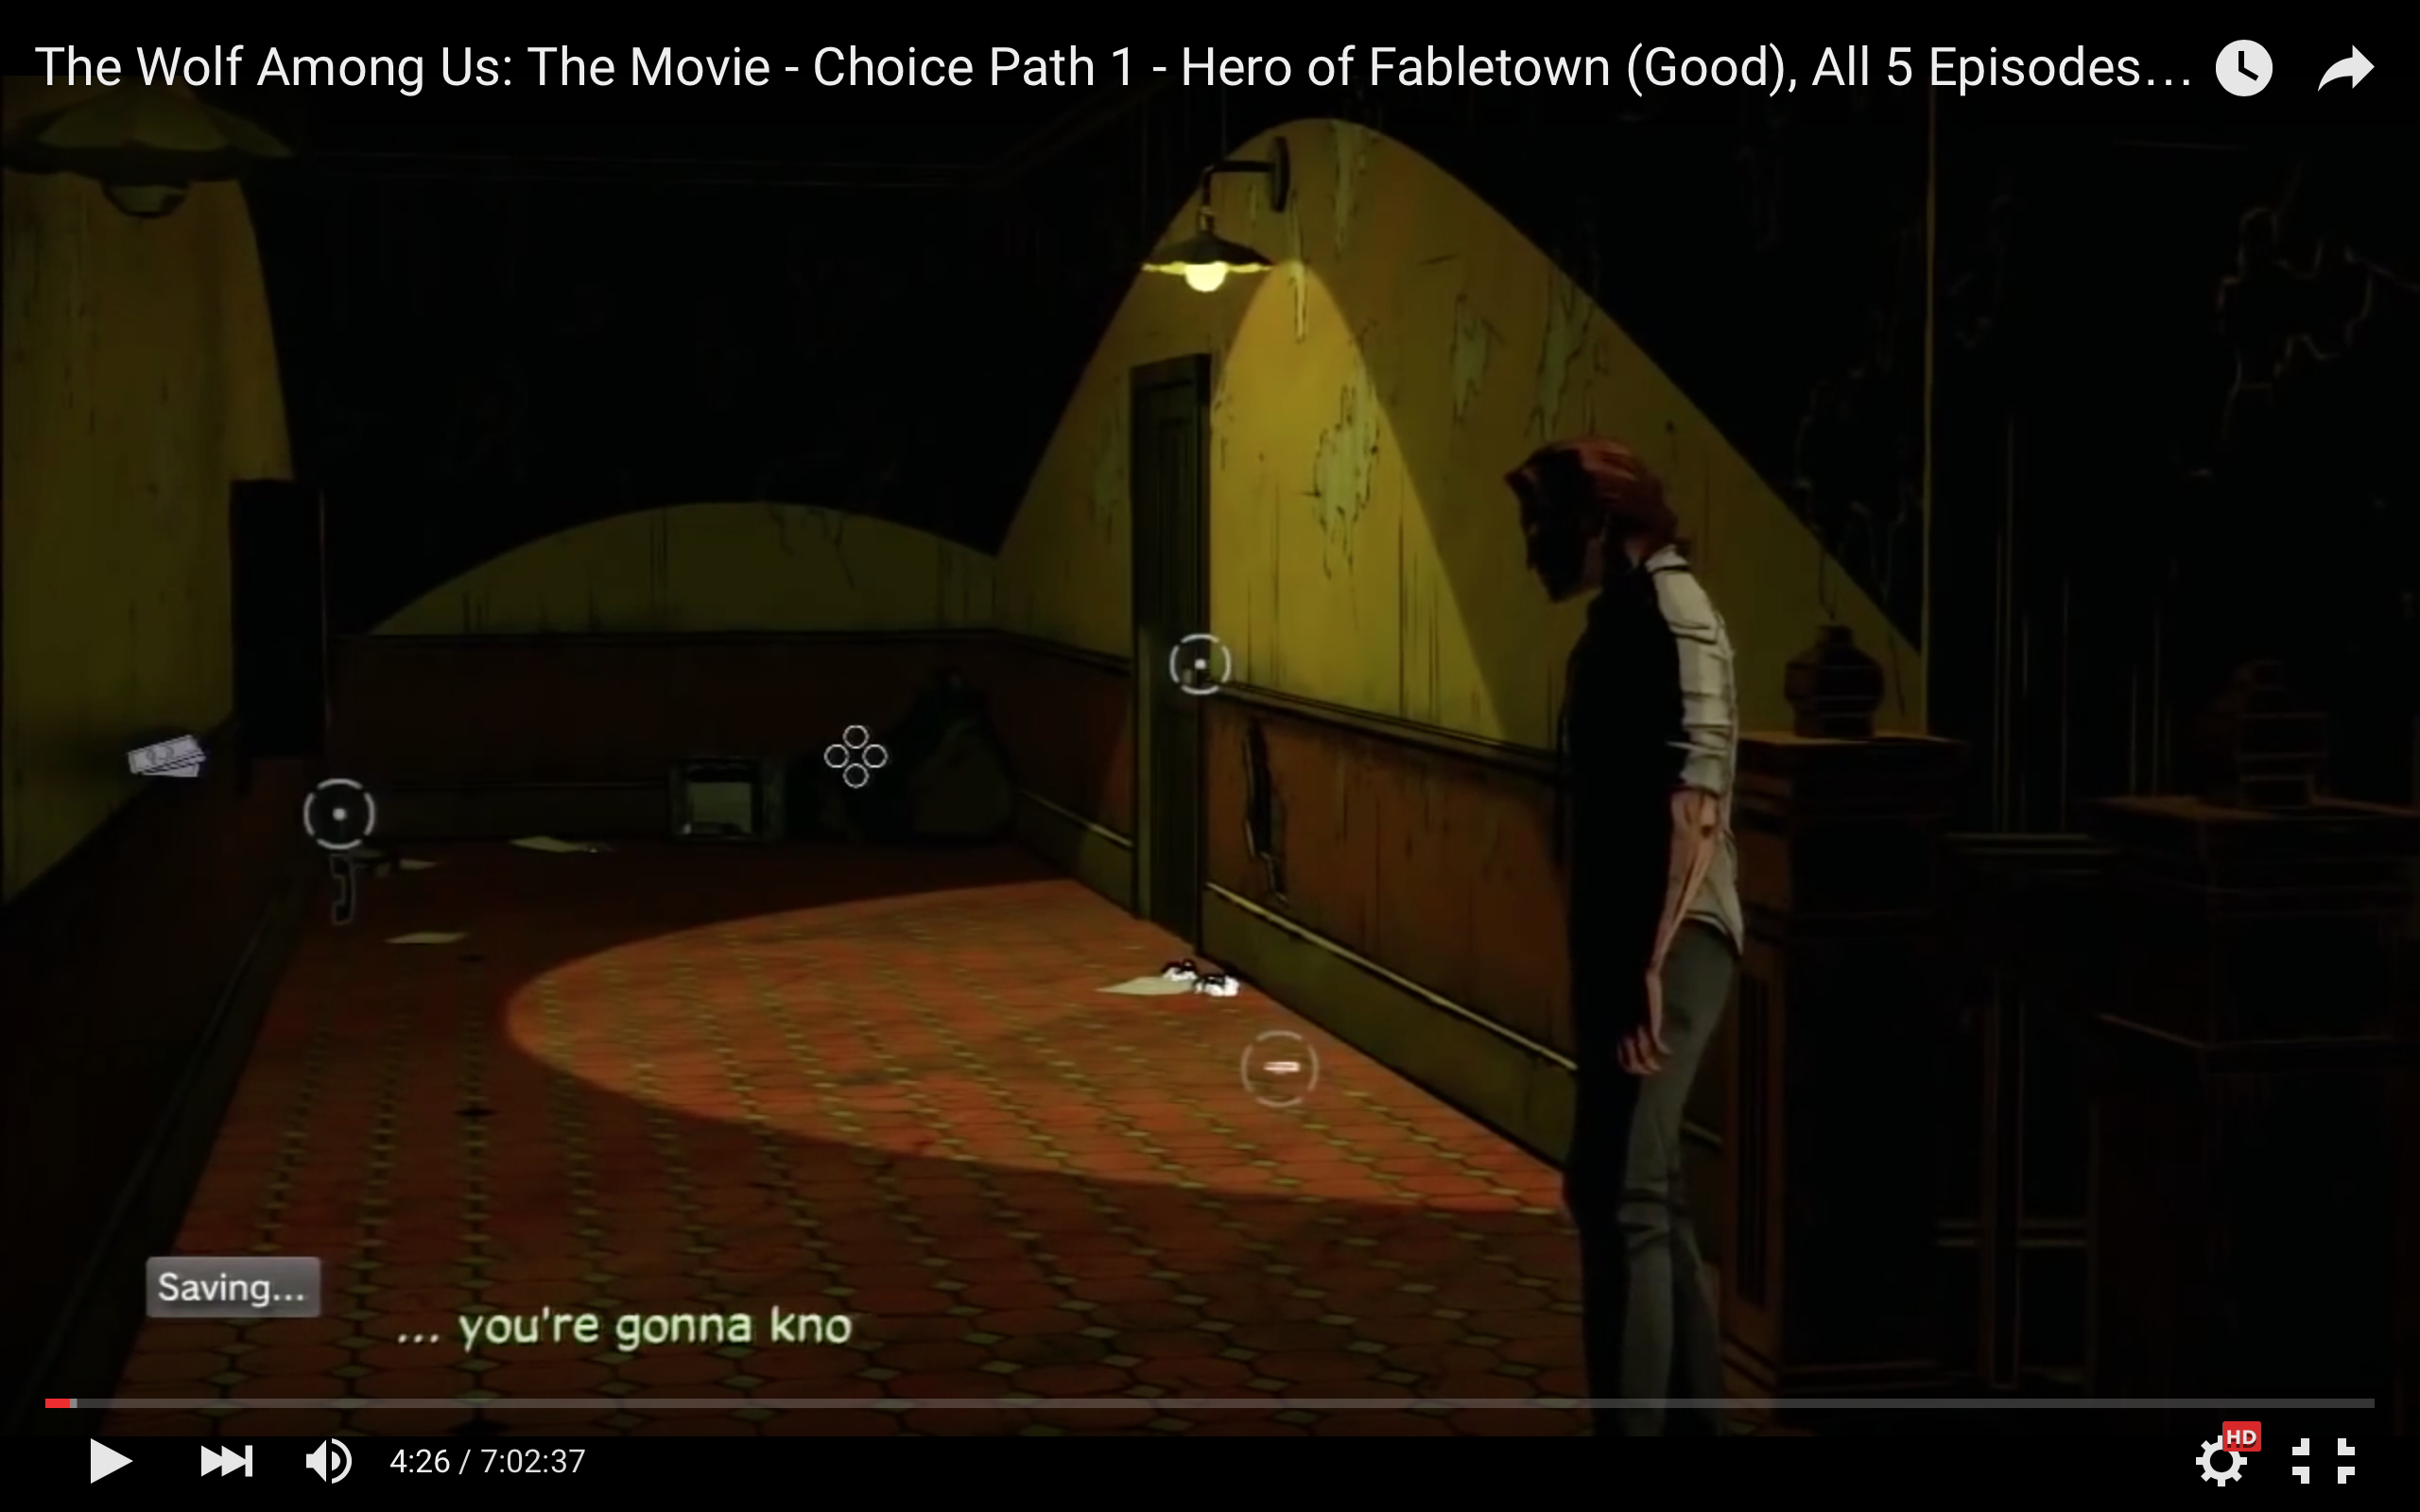 The Wolf Among Us: The Movie - Choice Path 1 - Hero of Fabletown (Good), All 5 Episodes...
Saving...
... you're gonna kno
4:26 / 7:02:37
HD